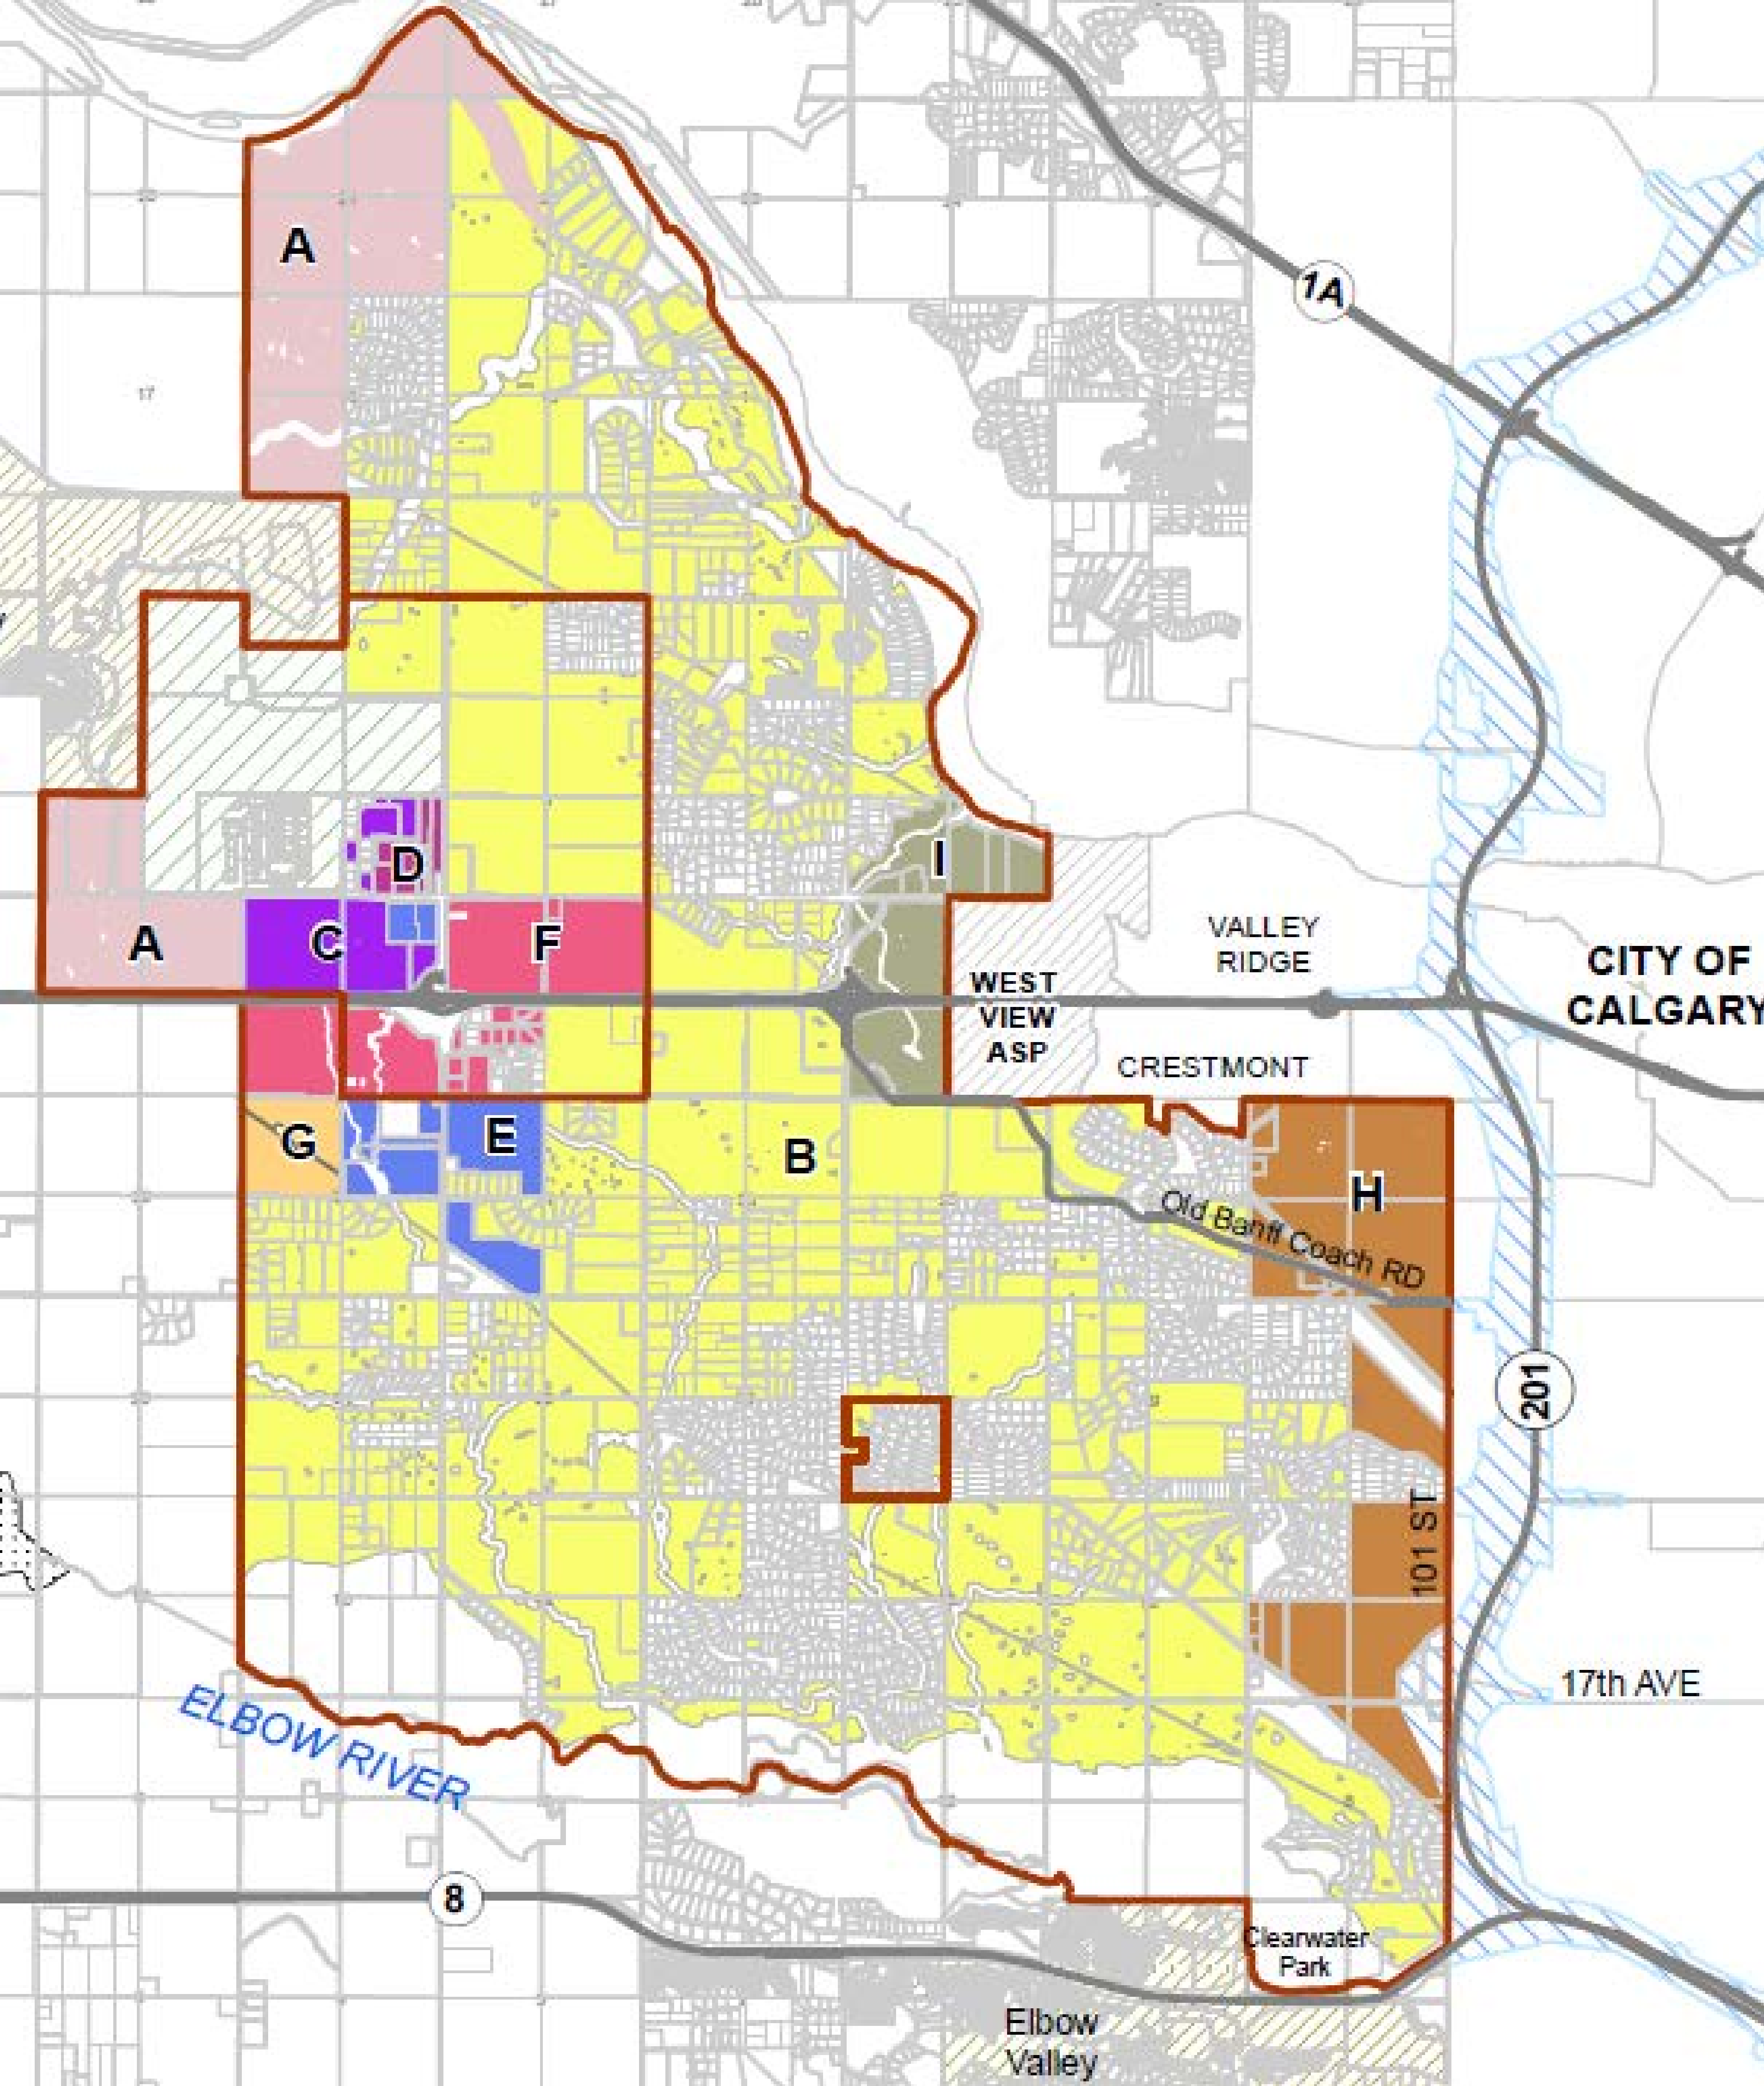 A
1A
17
I
D
A
C
F
VALLEY
RIDGE
CITY OF
CALGARY
WEST
VIEW
ASP
CRESTMONT
G
E
B
H
Old Banff Coach RD
201
101 ST
17th AVE
ELBOW RIVER
8
Clearwater
Park
Elbow
Valley